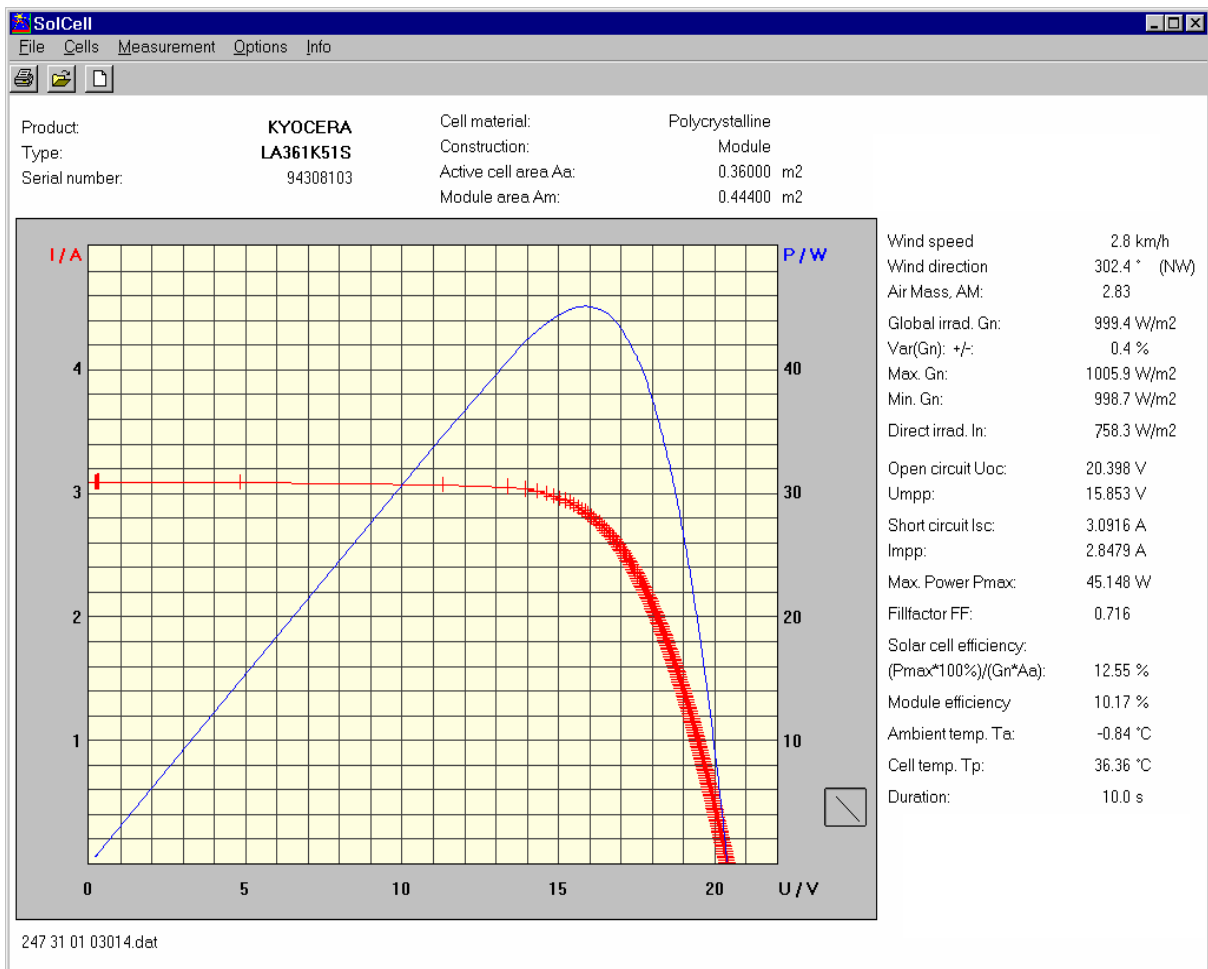 SolCell
File Cells Measurement Options Info
Product: KYOCERA
Type: LA361K51S
Serial number: 94308103
Cell material: Polycrystalline
Construction: Module
Active cell area Aa: 0.36000 m2
Module area Am: 0.44400 m2
I / A
P / W
4
3
2
1
40
30
20
10
0 5 10 15 20 U / V
Wind speed 2.8 km/h
Wind direction 302.4 ° (NW)
Air Mass, AM: 2.83
Global irrad. Gn: 999.4 W/m2
Var(Gn): +/-: 0.4 %
Max. Gn: 1005.9 W/m2
Min. Gn: 998.7 W/m2
Direct irrad. In: 758.3 W/m2
Open circuit Uoc: 20.398 V
Umpp: 15.853 V
Short circuit Isc: 3.0916 A
Impp: 2.8479 A
Max. Power Pmax: 45.148 W
Fillfactor FF: 0.716
Solar cell efficiency:
(Pmax*100%)/(Gn*Aa): 12.55 %
Module efficiency 10.17 %
Ambient temp. Ta: -0.84 °C
Cell temp. Tp: 36.36 °C
Duration: 10.0 s
247 31 01 03014.dat